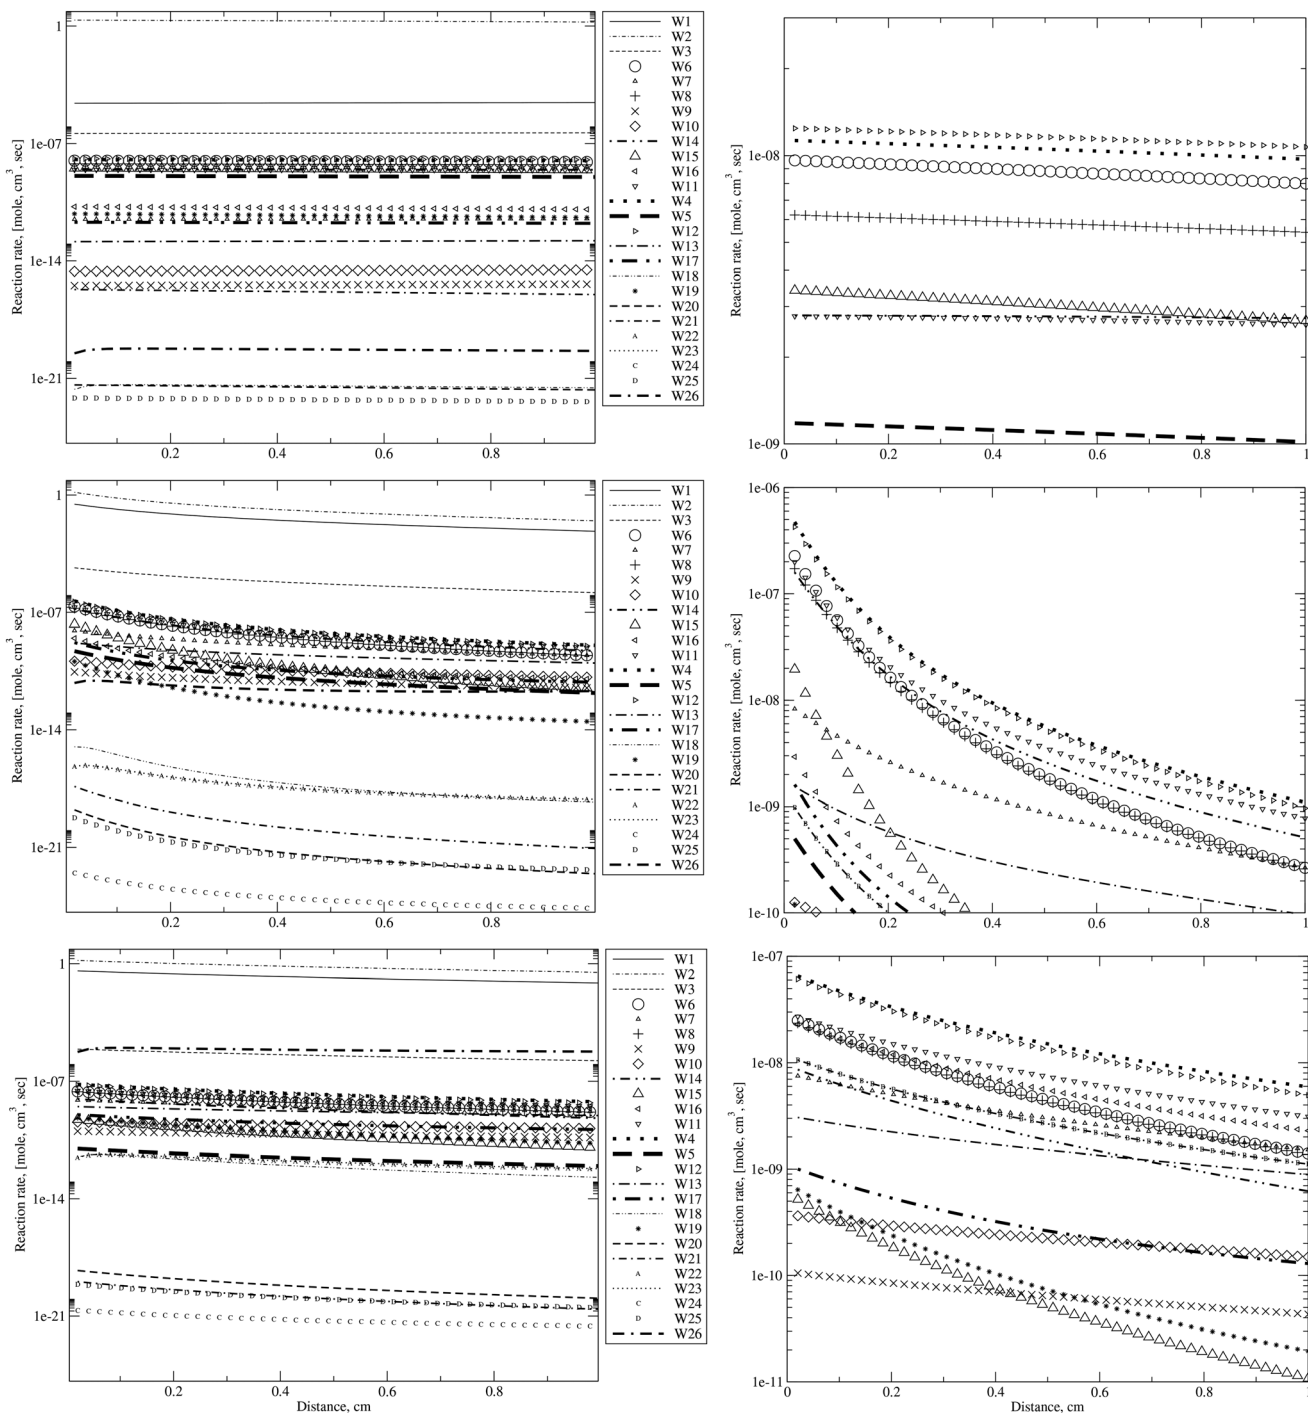 1
1e-07
1e-14
1e-21
0.2
0.4
0.6
0.8
Reaction rate, [mole, cm3, sec]
W1
W2
W3
W6
W7
W8
W9
W10
W14
W15
W16
W11
W4
W5
W12
W13
W17
W18
W19
W20
W21
W22
W23
W24
W25
W26
1e-08
1e-09
0
0.2
0.4
0.6
0.8
1
Reaction rate, [mole, cm3, sec]
1
1e-07
1e-14
1e-21
0.2
0.4
0.6
0.8
Reaction rate, [mole, cm3, sec]
W1
W2
W3
W6
W7
W8
W9
W10
W14
W15
W16
W11
W4
W5
W12
W13
W17
W18
W19
W20
W21
W22
W23
W24
W25
W26
1e-06
1e-07
1e-08
1e-09
1e-10
0
0.2
0.4
0.6
0.8
1
Reaction rate, [mole, cm3, sec]
1
1e-07
1e-14
1e-21
0.2
0.4
0.6
0.8
Distance, cm
Reaction rate, [mole, cm3, sec]
W1
W2
W3
W6
W7
W8
W9
W10
W14
W15
W16
W11
W4
W5
W12
W13
W17
W18
W19
W20
W21
W22
W23
W24
W25
W26
1e-07
1e-08
1e-09
1e-10
1e-11
0
0.2
0.4
0.6
0.8
Distance, cm
Reaction rate, [mole, cm3, sec]